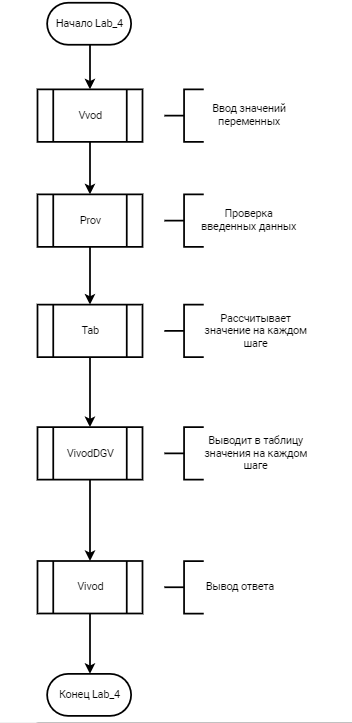 Начало Lab_4
Vvod
Ввод значений
переменных
Prov
Проверка
введенных данных
Tab
Рассчитывает
значение на каждом
шаге
VivodDGV
Выводит в таблицу
значения на каждом
шаге
Vivod
Вывод ответа
Конец Lab_4